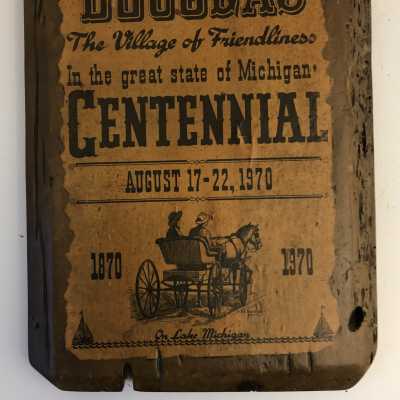 DOUGLAS
The Village of Friendliness
In the great state of Michigan
CENTENNIAL
AUGUST 17-22, 1970
1870 1970
On Lake Michigan